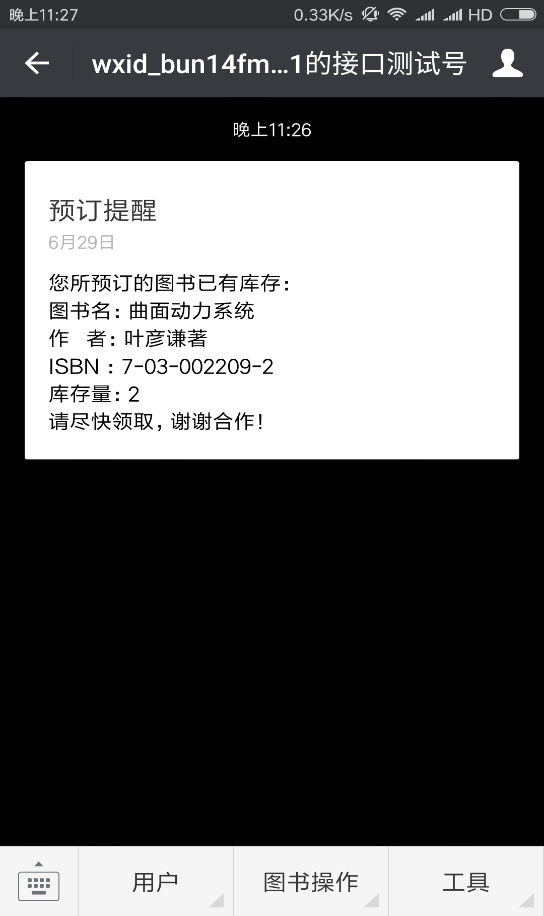 晚上11:27 0.33K/s HD
wxid_bun14fm...1的接口测试号
晚上11:26
预订提醒
6月29日
您所预订的图书已有库存：
图书名：曲面动力系统
作 者：叶彦谦著
ISBN：7-03-002209-2
库存量：2
请尽快领取，谢谢合作！
用户 图书操作 工具